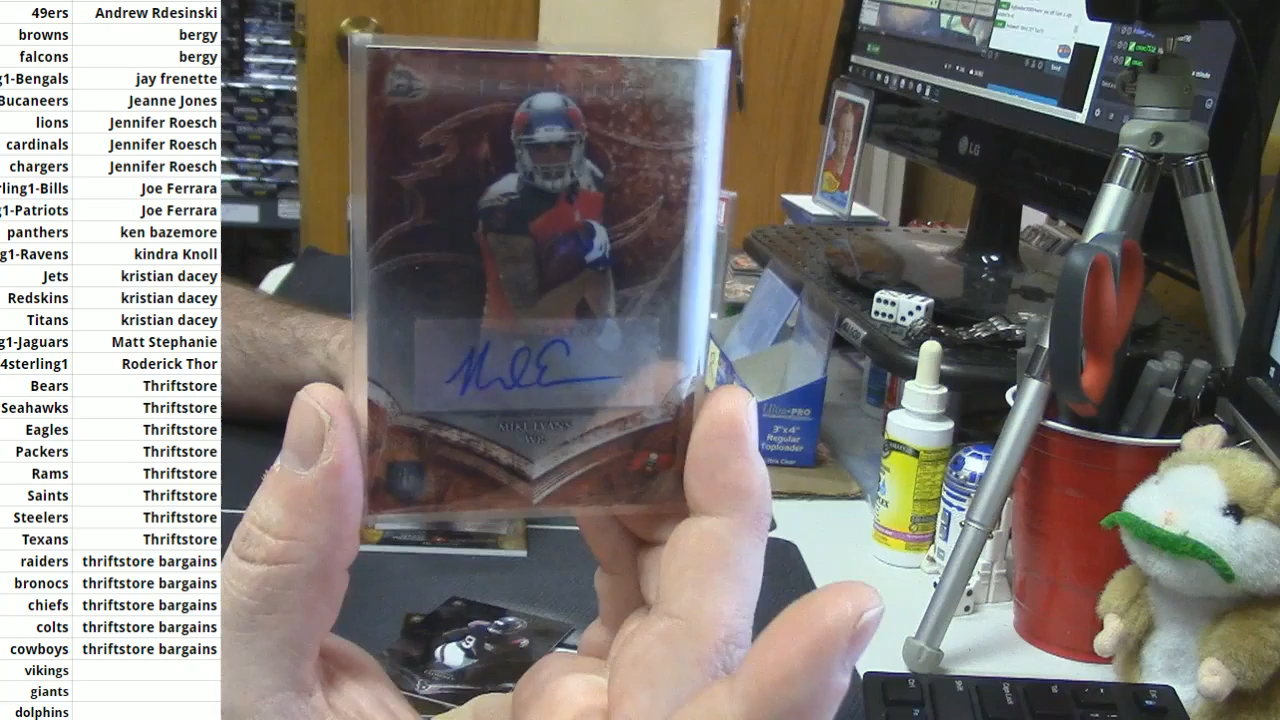 49ers Andrew Rdesinski
browns bergy
falcons bergy
g1-Bengals jay frenette
Bucaneers Jeanne Jones
lions Jennifer Roesch
cardinals Jennifer Roesch
chargers Jennifer Roesch
rling1-Bills Joe Ferrara
g1-Patriots Joe Ferrara
panthers ken bazemore
g1-Ravens kindra Knoll
Jets kristian dacey
Redskins kristian dacey
Titans kristian dacey
g1-Jaguars Matt Stephanie
4sterling1 Roderick Thor
Bears Thriftstore
Seahawks Thriftstore
Eagles Thriftstore
Packers Thriftstore
Rams Thriftstore
Saints Thriftstore
Steelers Thriftstore
Texans Thriftstore
raiders thriftstore bargains
broncos thriftstore bargains
chiefs thriftstore bargains
colts thriftstore bargains
cowboys thriftstore bargains
vikings
giants
dolphins
MIKE EVANS
WR
LG
Ultra-PRO
3"x4"
Regular
Toploader